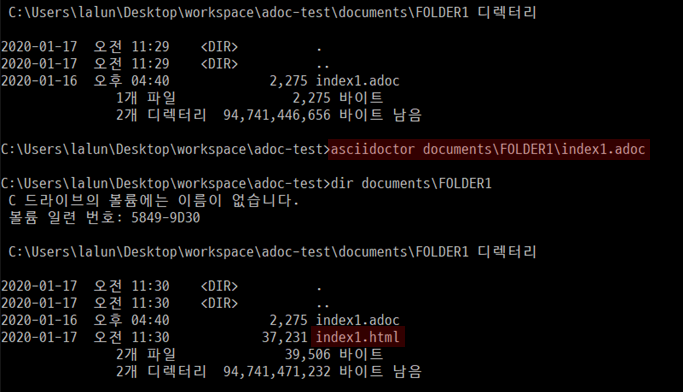 C:\Users\lalun\Desktop\workspace\adoc-test\documents\FOLDER1 디렉터리
2020-01-17  오전 11:29    <DIR>          .
2020-01-17  오전 11:29    <DIR>          ..
2020-01-16  오후 04:40             2,275 index1.adoc
1개 파일               2,275 바이트
2개 디렉터리  94,741,446,656 바이트 남음
C:\Users\lalun\Desktop\workspace\adoc-test>asciidoctor documents\FOLDER1\index1.adoc
C:\Users\lalun\Desktop\workspace\adoc-test>dir documents\FOLDER1
C 드라이브의 볼륨에는 이름이 없습니다.
볼륨 일련 번호: 5849-9D30
C:\Users\lalun\Desktop\workspace\adoc-test\documents\FOLDER1 디렉터리
2020-01-17  오전 11:30    <DIR>          .
2020-01-17  오전 11:30    <DIR>          ..
2020-01-16  오후 04:40             2,275 index1.adoc
2020-01-17  오전 11:30            37,231 index1.html
2개 파일              39,506 바이트
2개 디렉터리  94,741,471,232 바이트 남음